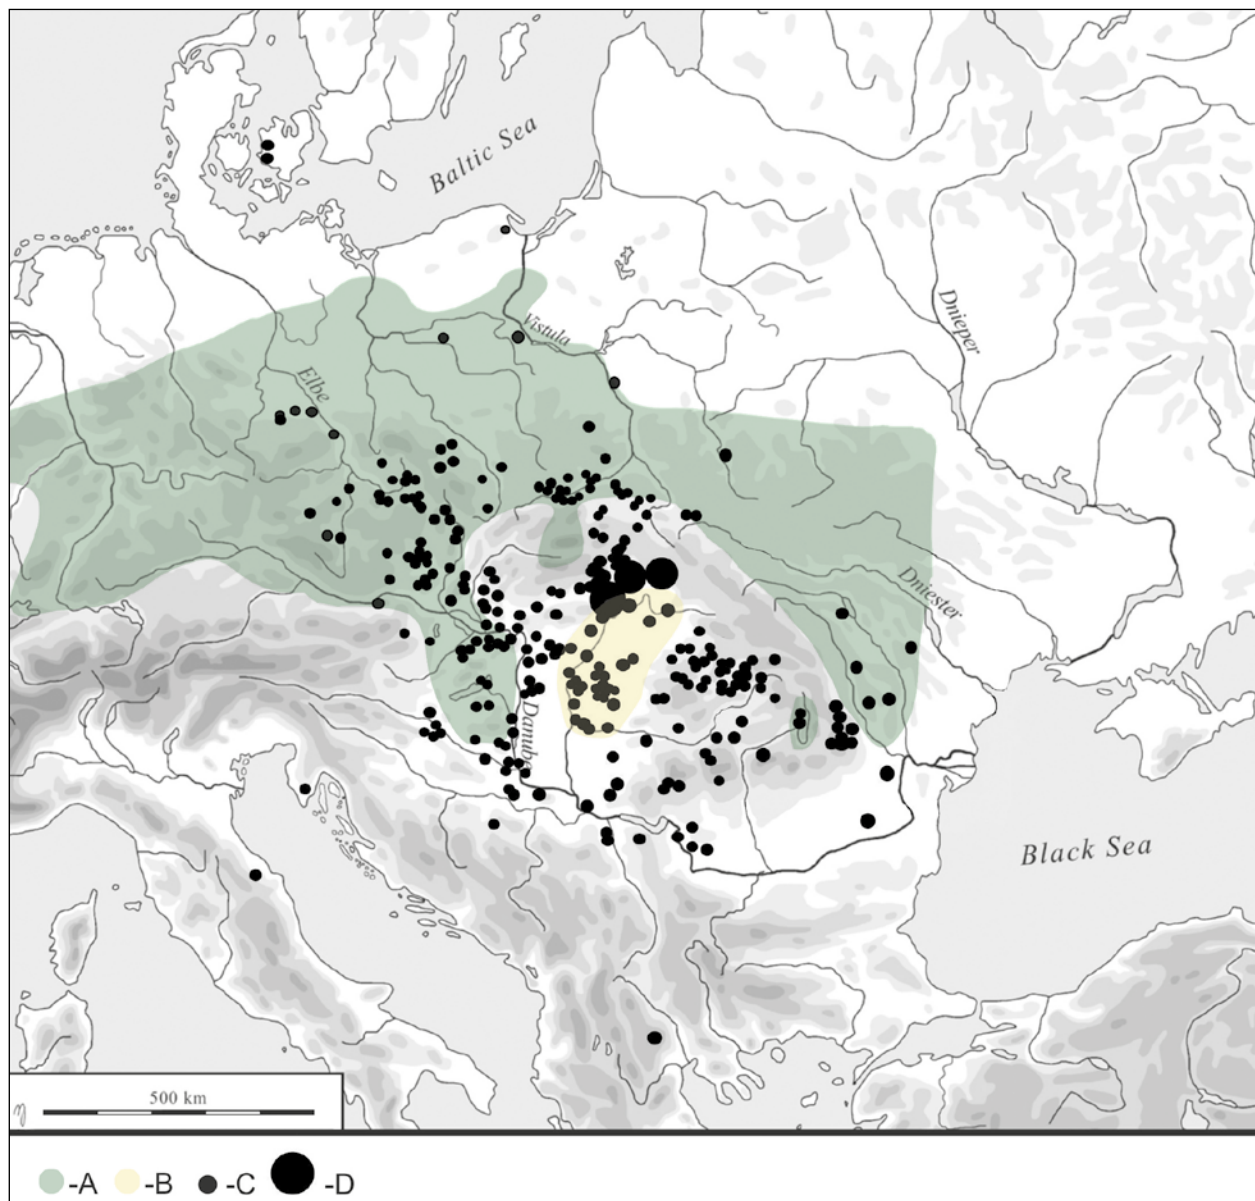 Baltic Sea
Dnieper
Vistula
Elbe
Dniester
Danube
Black Sea
500 km
-A -B -C -D